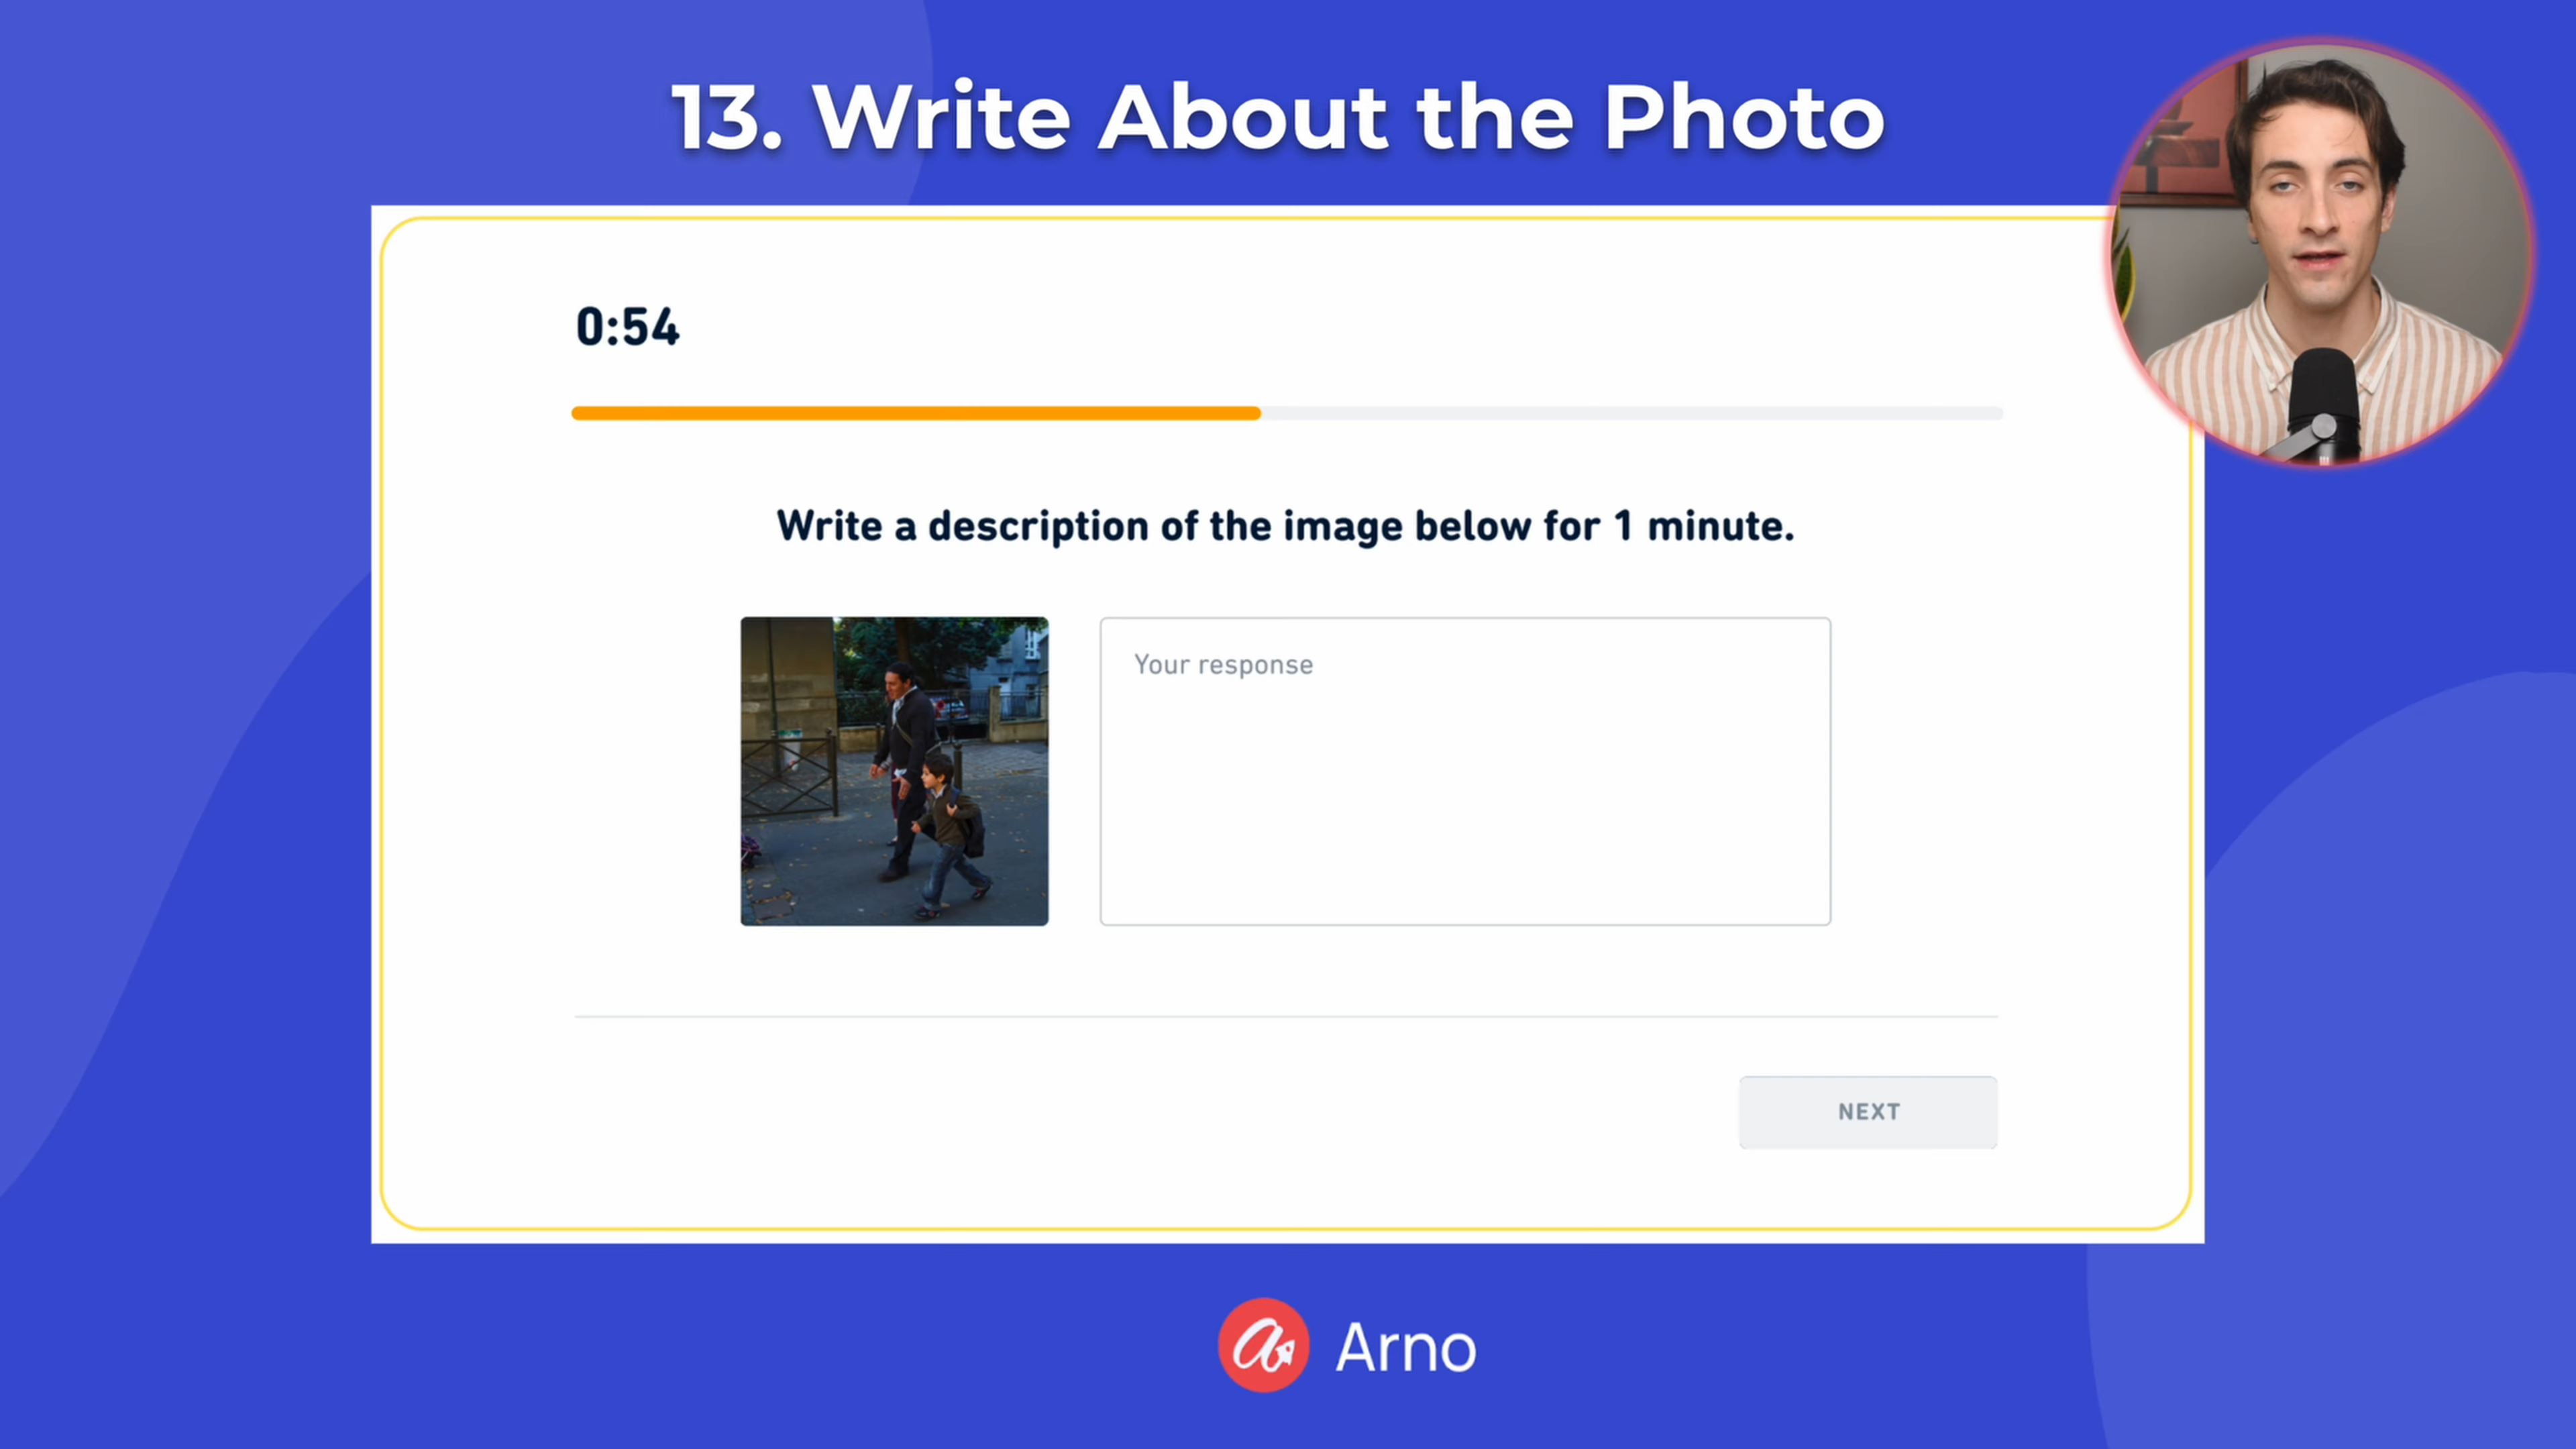 13. Write About the Photo
0:54
Write a description of the image below for 1 minute.
Your response
NEXT
Arno